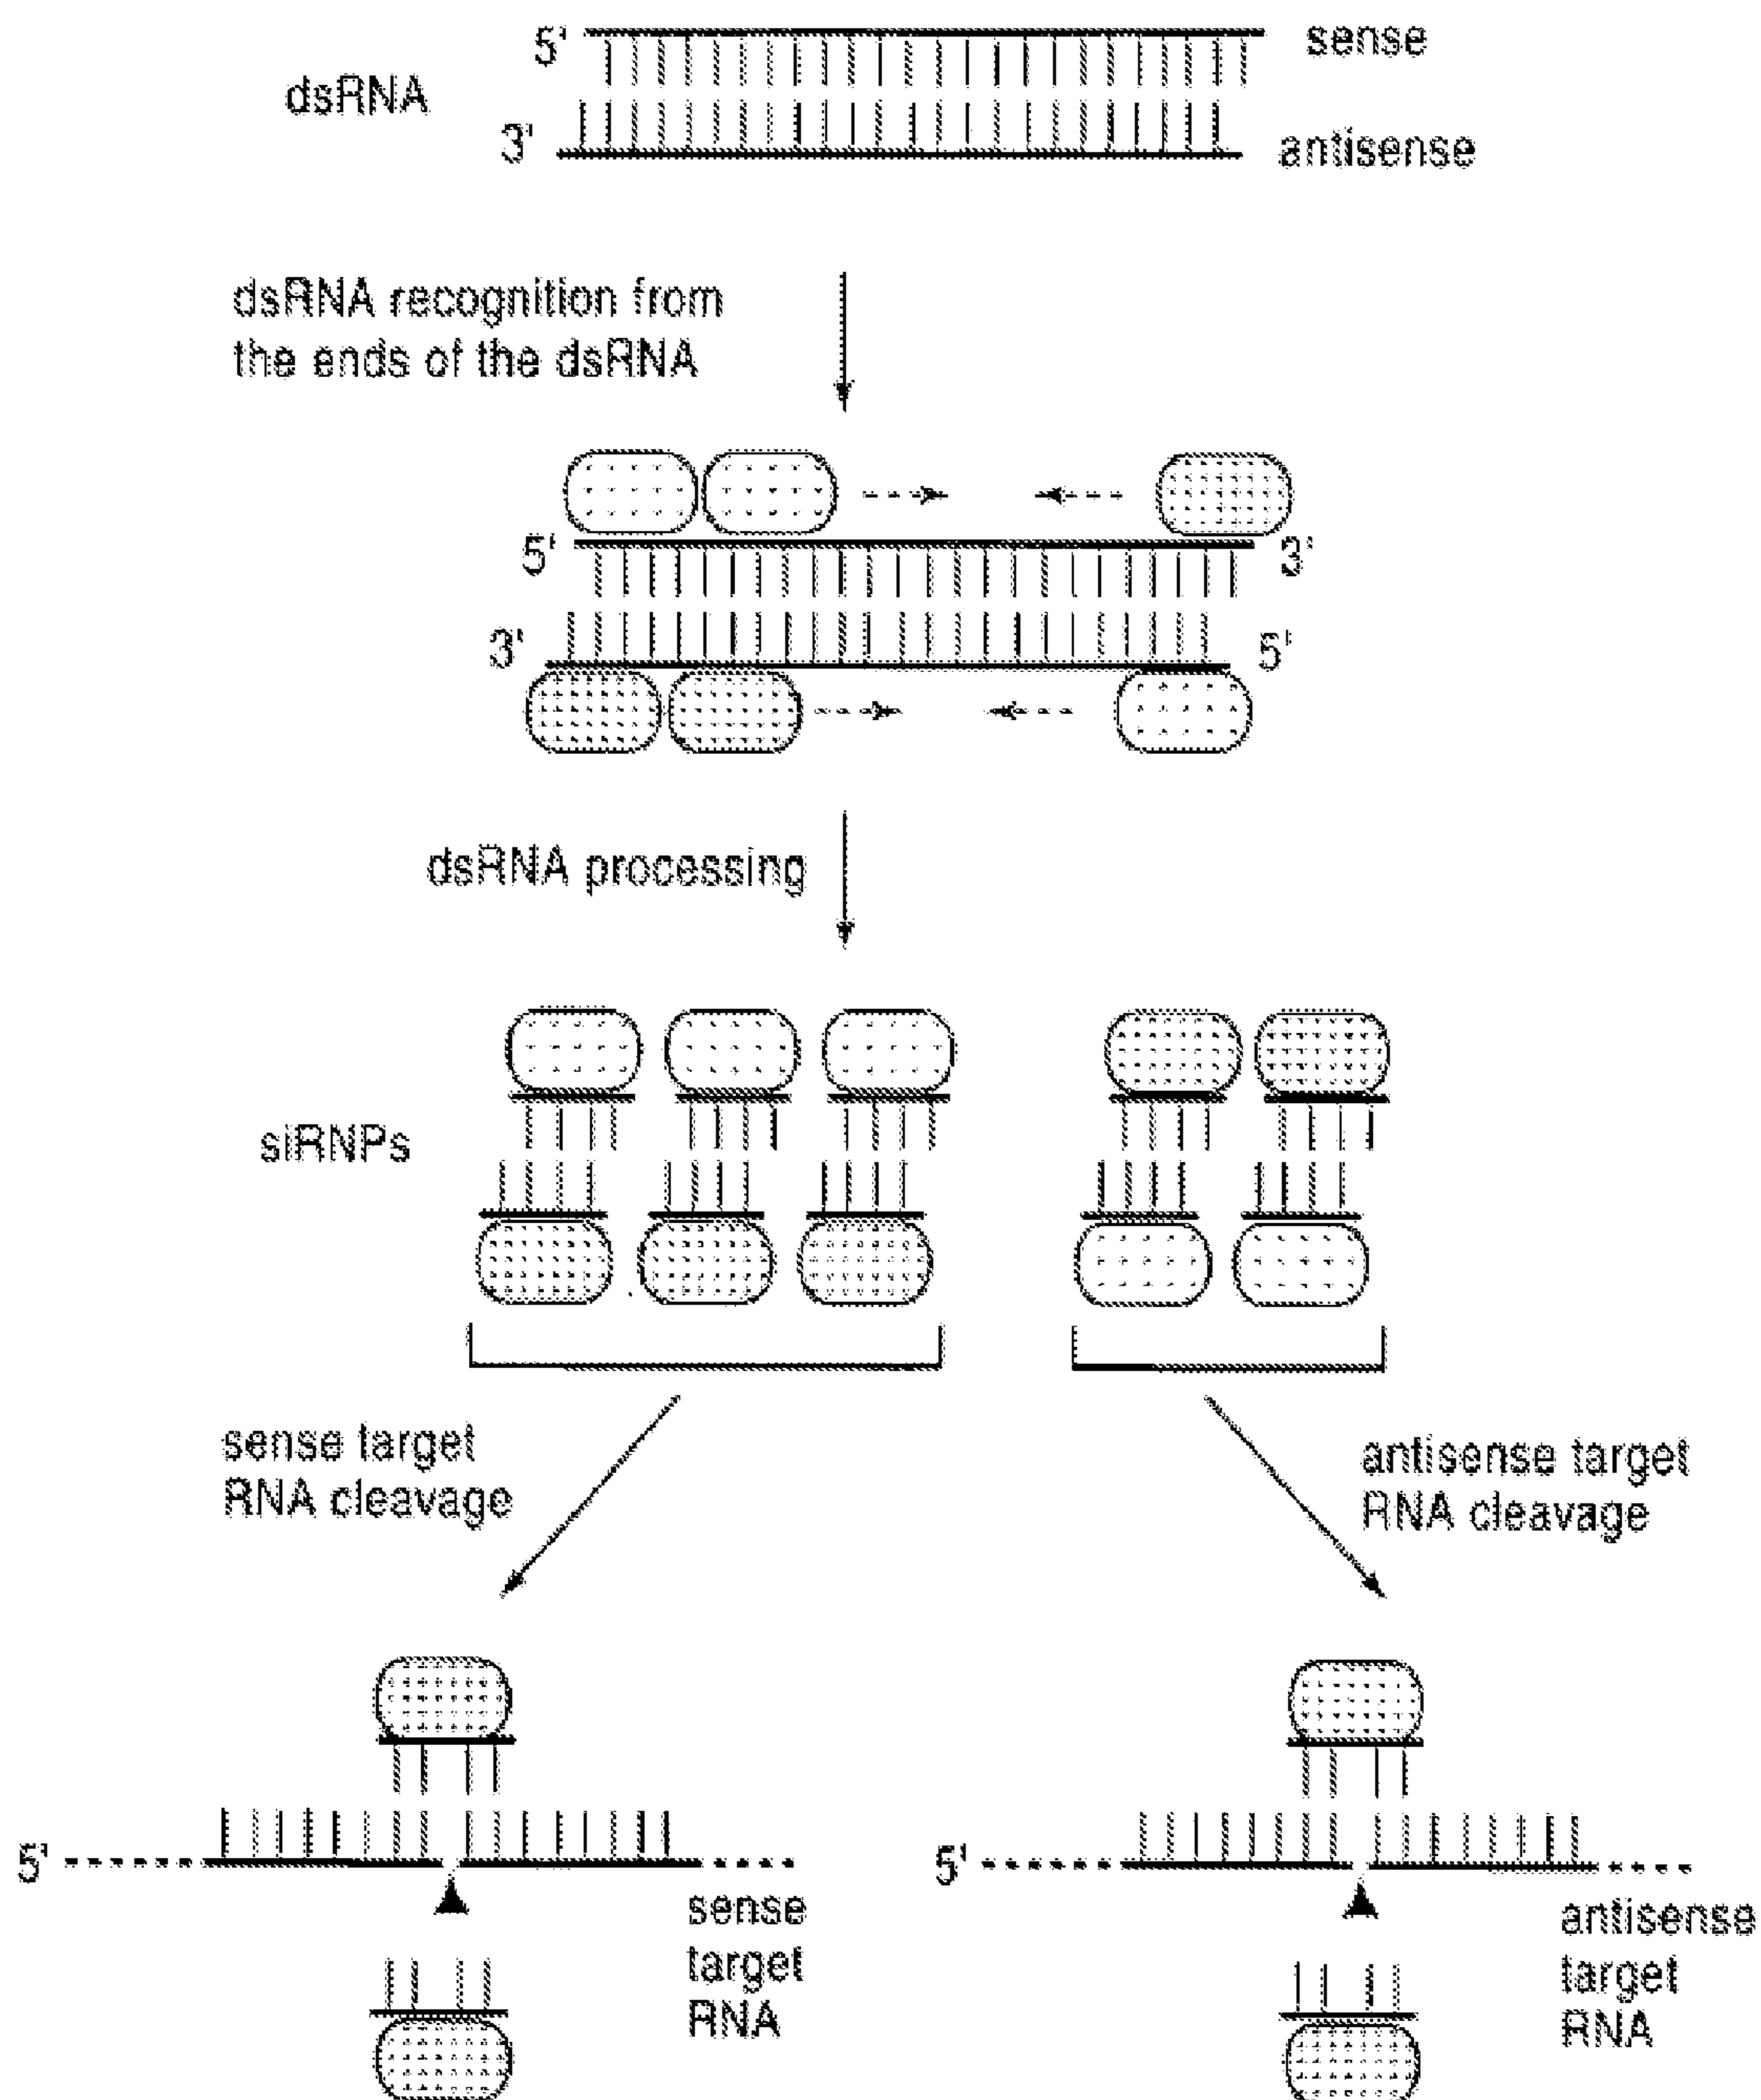 5' sense
dsRNA
3' antisense
dsRNA recognition from
the ends of the dsRNA
5' 3'
3' 5'
dsRNA processing
siRNPs
sense target
RNA cleavage
antisense target
RNA cleavage
5'
sense
target
RNA
5'
antisense
target
RNA